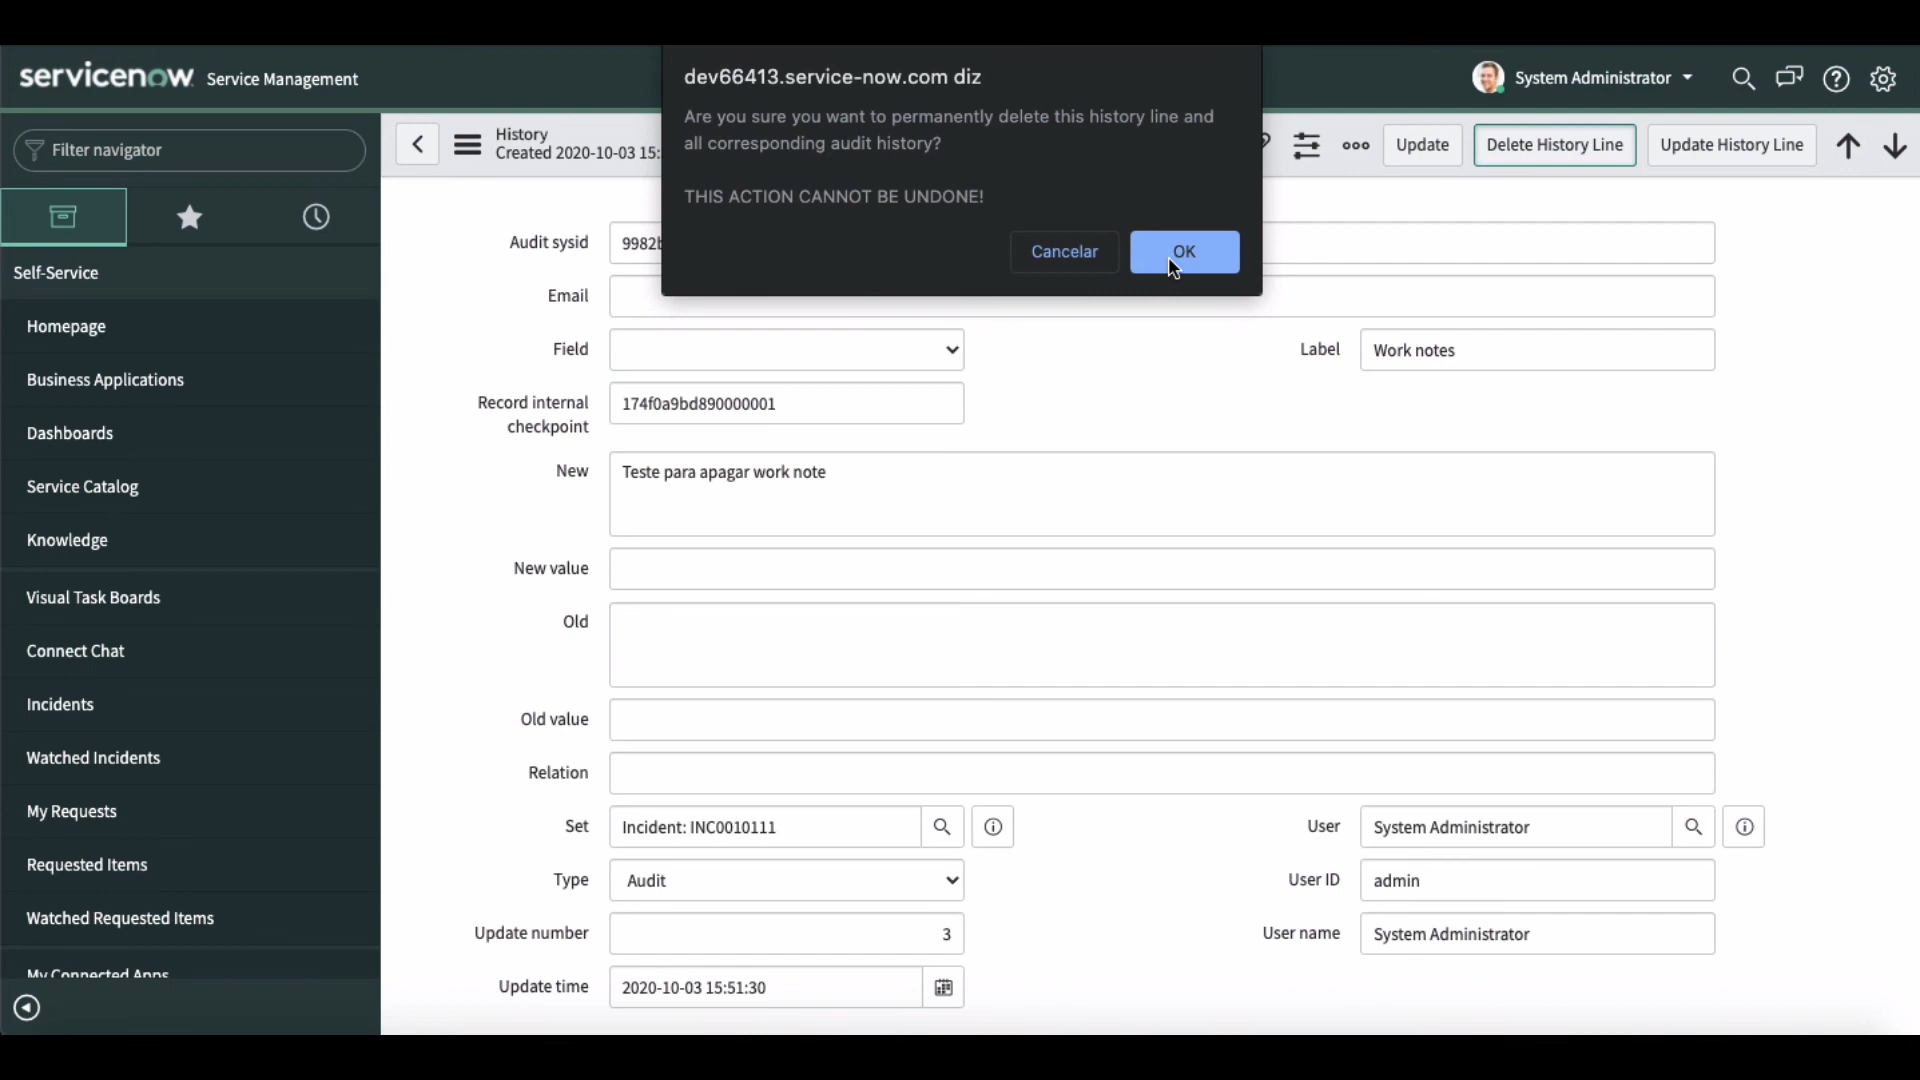 servicenow Service Management
dev66413.service-now.com diz
Are you sure you want to permanently delete this history line and
all corresponding audit history?
THIS ACTION CANNOT BE UNDONE!
Cancelar
OK
System Administrator
Filter navigator
History
Created 2020-10-03 15:
Update
Delete History Line
Update History Line
Self-Service
Homepage
Business Applications
Dashboards
Service Catalog
Knowledge
Visual Task Boards
Connect Chat
Incidents
Watched Incidents
My Requests
Requested Items
Watched Requested Items
My Connected Apps
Audit sysid 9982
Email
Field
Label Work notes
Record internal
checkpoint
174f0a9bd890000001
New Teste para apagar work note
New value
Old
Old value
Relation
Set Incident: INC0010111
User System Administrator
Type Audit
User ID admin
Update number 3
User name System Administrator
Update time 2020-10-03 15:51:30